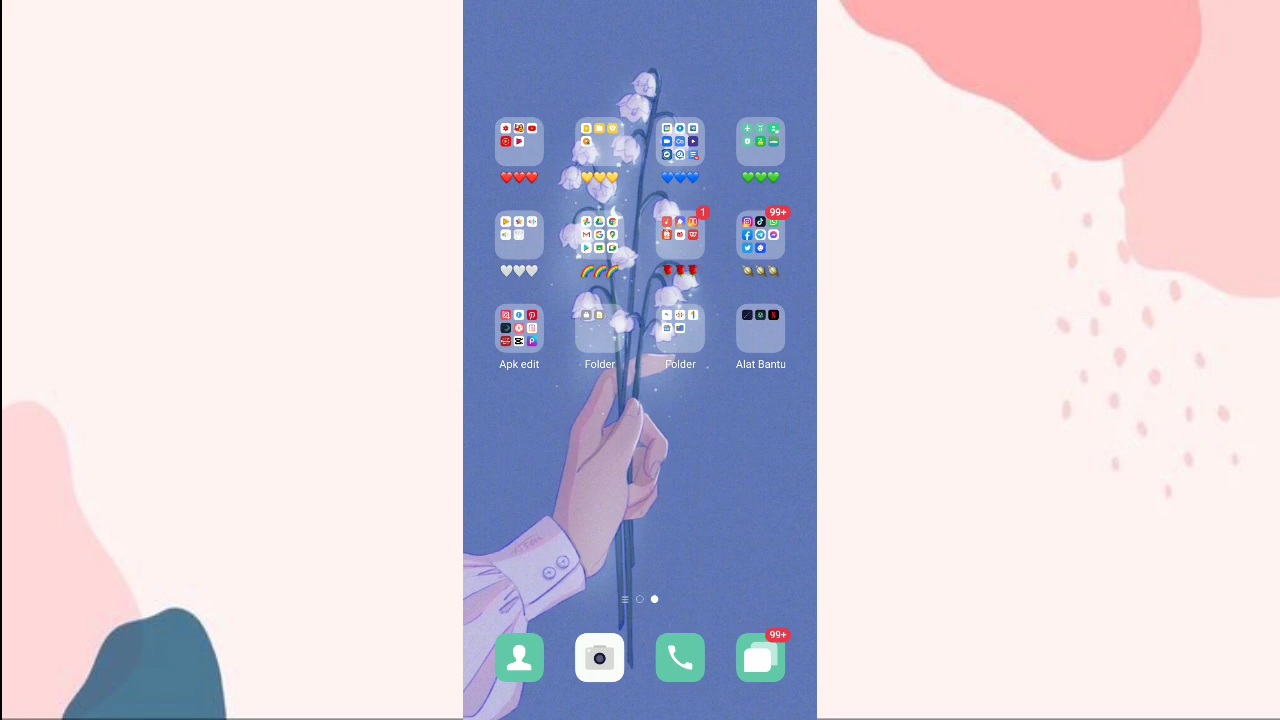 ❤️❤️❤️ 💛💛💛 💙💙💙 💚💚💚
1 99+
🤍🤍🤍 🌈🌈🌈 🌹🌹🌹
Apk edit Folder Folder Alat Bantu
99+